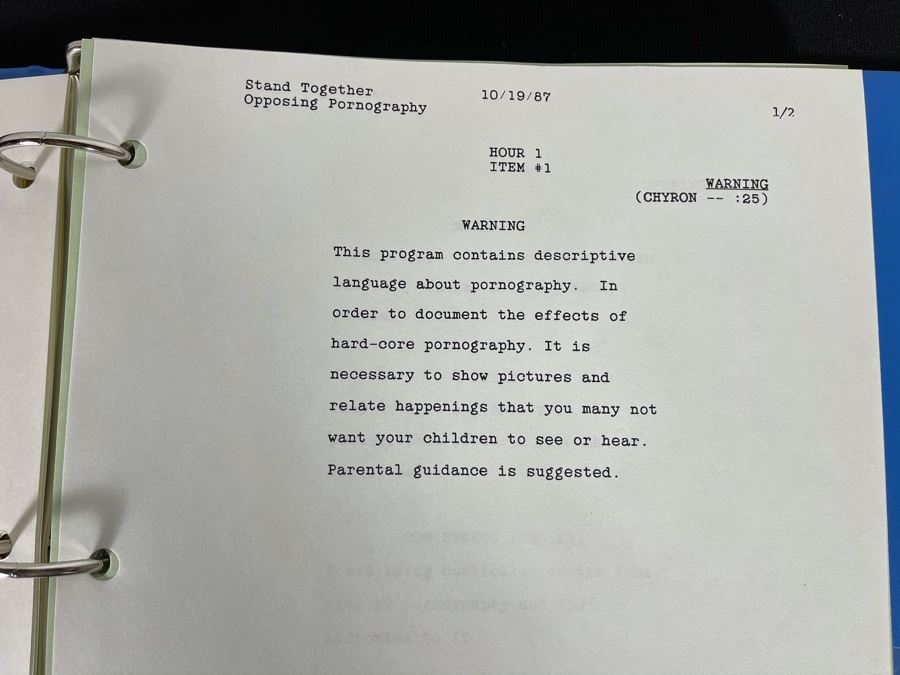 Stand Together
Opposing Pornography
10/19/87
1/2
HOUR 1
ITEM #1
WARNING
(CHYRON -- :25)
WARNING
This program contains descriptive
language about pornography. In
order to document the effects of
hard-core pornography. It is
necessary to show pictures and
relate happenings that you many not
want your children to see or hear.
Parental guidance is suggested.